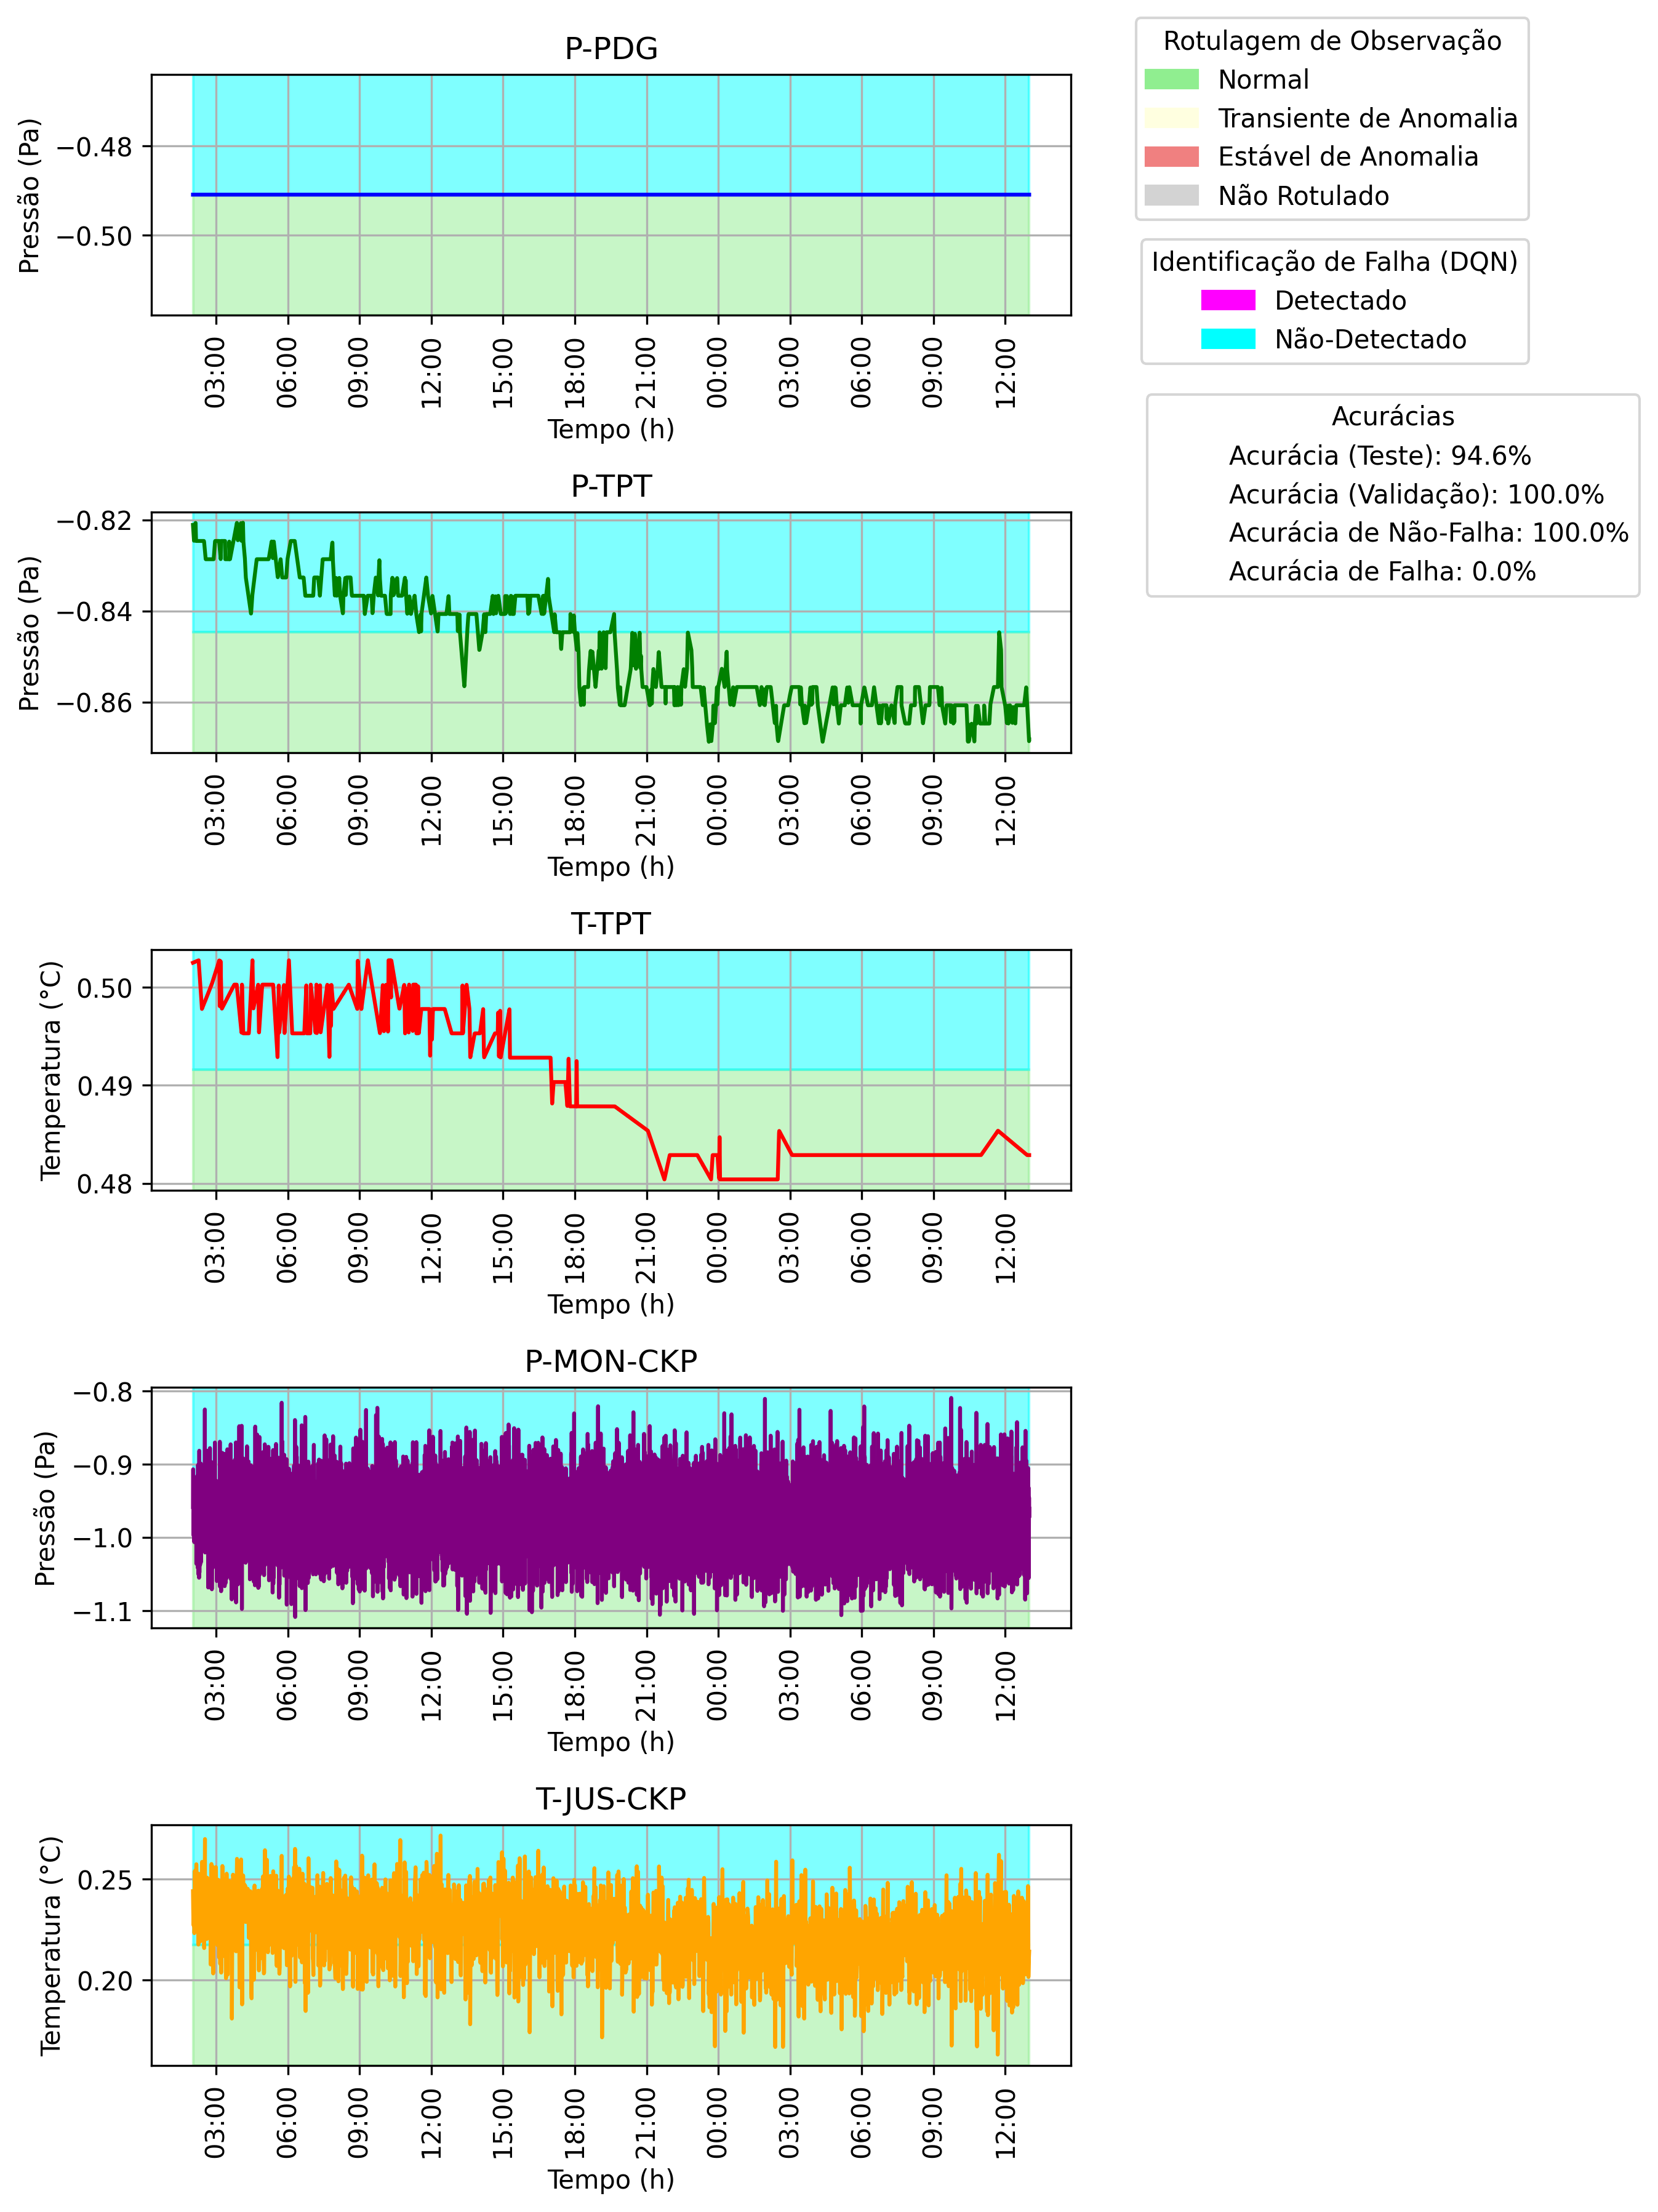 P-PDG
Pressão (Pa)
−0.48
−0.50
03:00 06:00 09:00 12:00 15:00 18:00 21:00 00:00 03:00 06:00 09:00 12:00
Tempo (h)
Rotulagem de Observação
Normal
Transiente de Anomalia
Estável de Anomalia
Não Rotulado
Identificação de Falha (DQN)
Detectado
Não-Detectado
Acurácias
Acurácia (Teste): 94.6%
Acurácia (Validação): 100.0%
Acurácia de Não-Falha: 100.0%
Acurácia de Falha: 0.0%
P-TPT
Pressão (Pa)
−0.82
−0.84
−0.86
03:00 06:00 09:00 12:00 15:00 18:00 21:00 00:00 03:00 06:00 09:00 12:00
Tempo (h)
T-TPT
Temperatura (°C)
0.50
0.49
0.48
03:00 06:00 09:00 12:00 15:00 18:00 21:00 00:00 03:00 06:00 09:00 12:00
Tempo (h)
P-MON-CKP
Pressão (Pa)
−0.8
−0.9
−1.0
−1.1
03:00 06:00 09:00 12:00 15:00 18:00 21:00 00:00 03:00 06:00 09:00 12:00
Tempo (h)
T-JUS-CKP
Temperatura (°C)
0.25
0.20
03:00 06:00 09:00 12:00 15:00 18:00 21:00 00:00 03:00 06:00 09:00 12:00
Tempo (h)